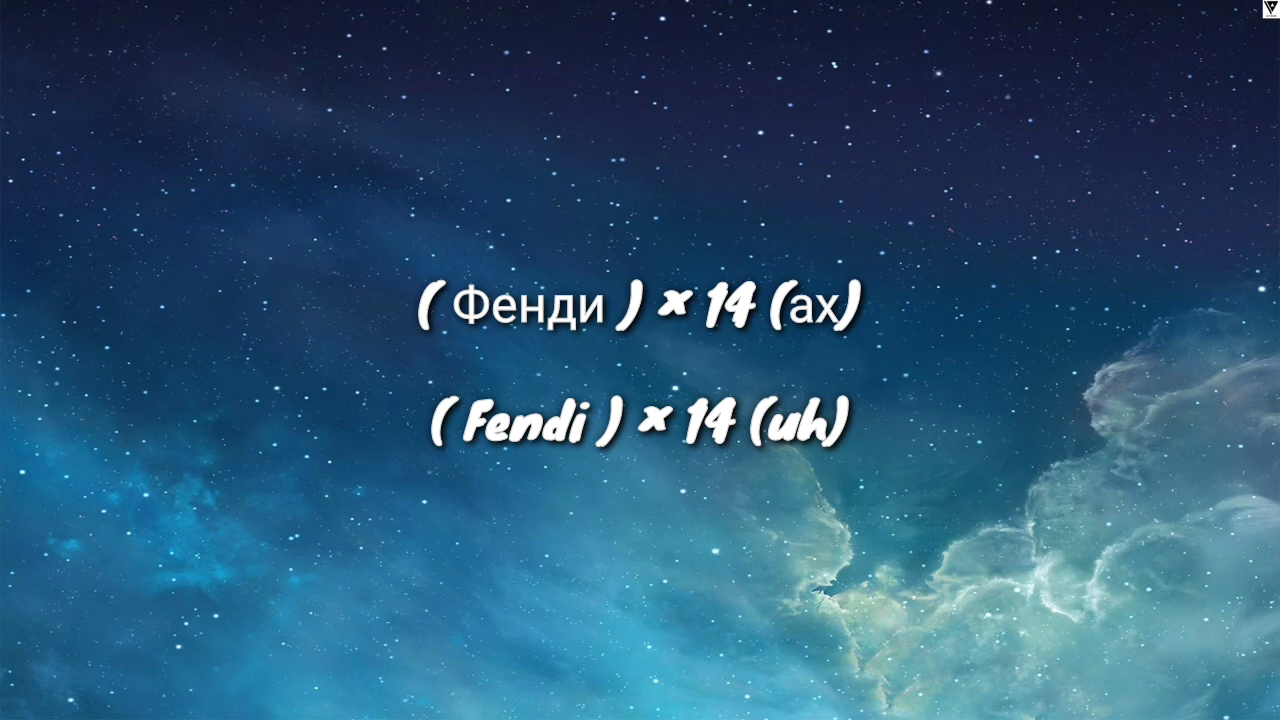 ( Фенди ) × 14 (ах)
( Fendi ) × 14 (uh)